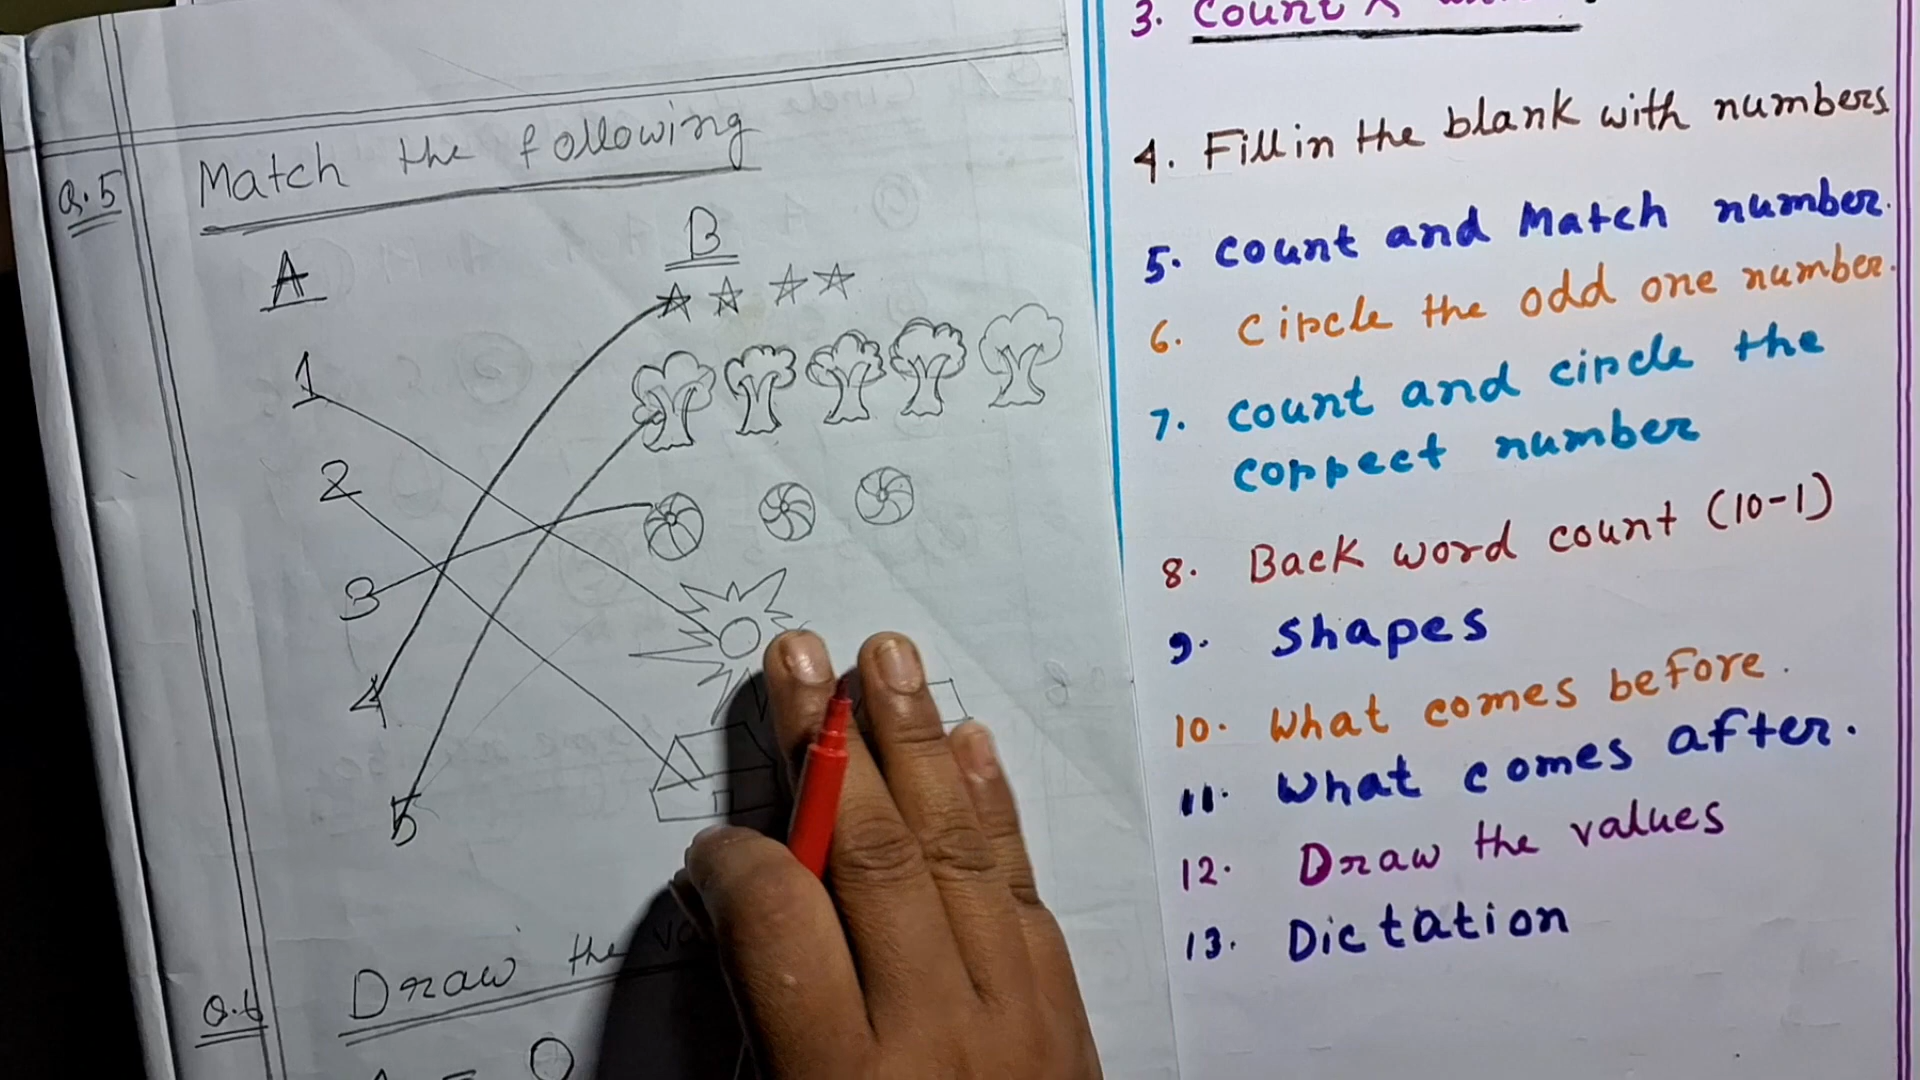 Q.5 Match the following
A B
1
2
3
4
5
Q.6 Draw the
3. Count
4. Fill in the blank with numbers
5. Count and Match number.
6. Circle the odd one number.
7. Count and circle the
correct number
8. Back word count (10-1)
9. Shapes
10. What comes before.
11. What comes after.
12. Draw the values
13. Dictation